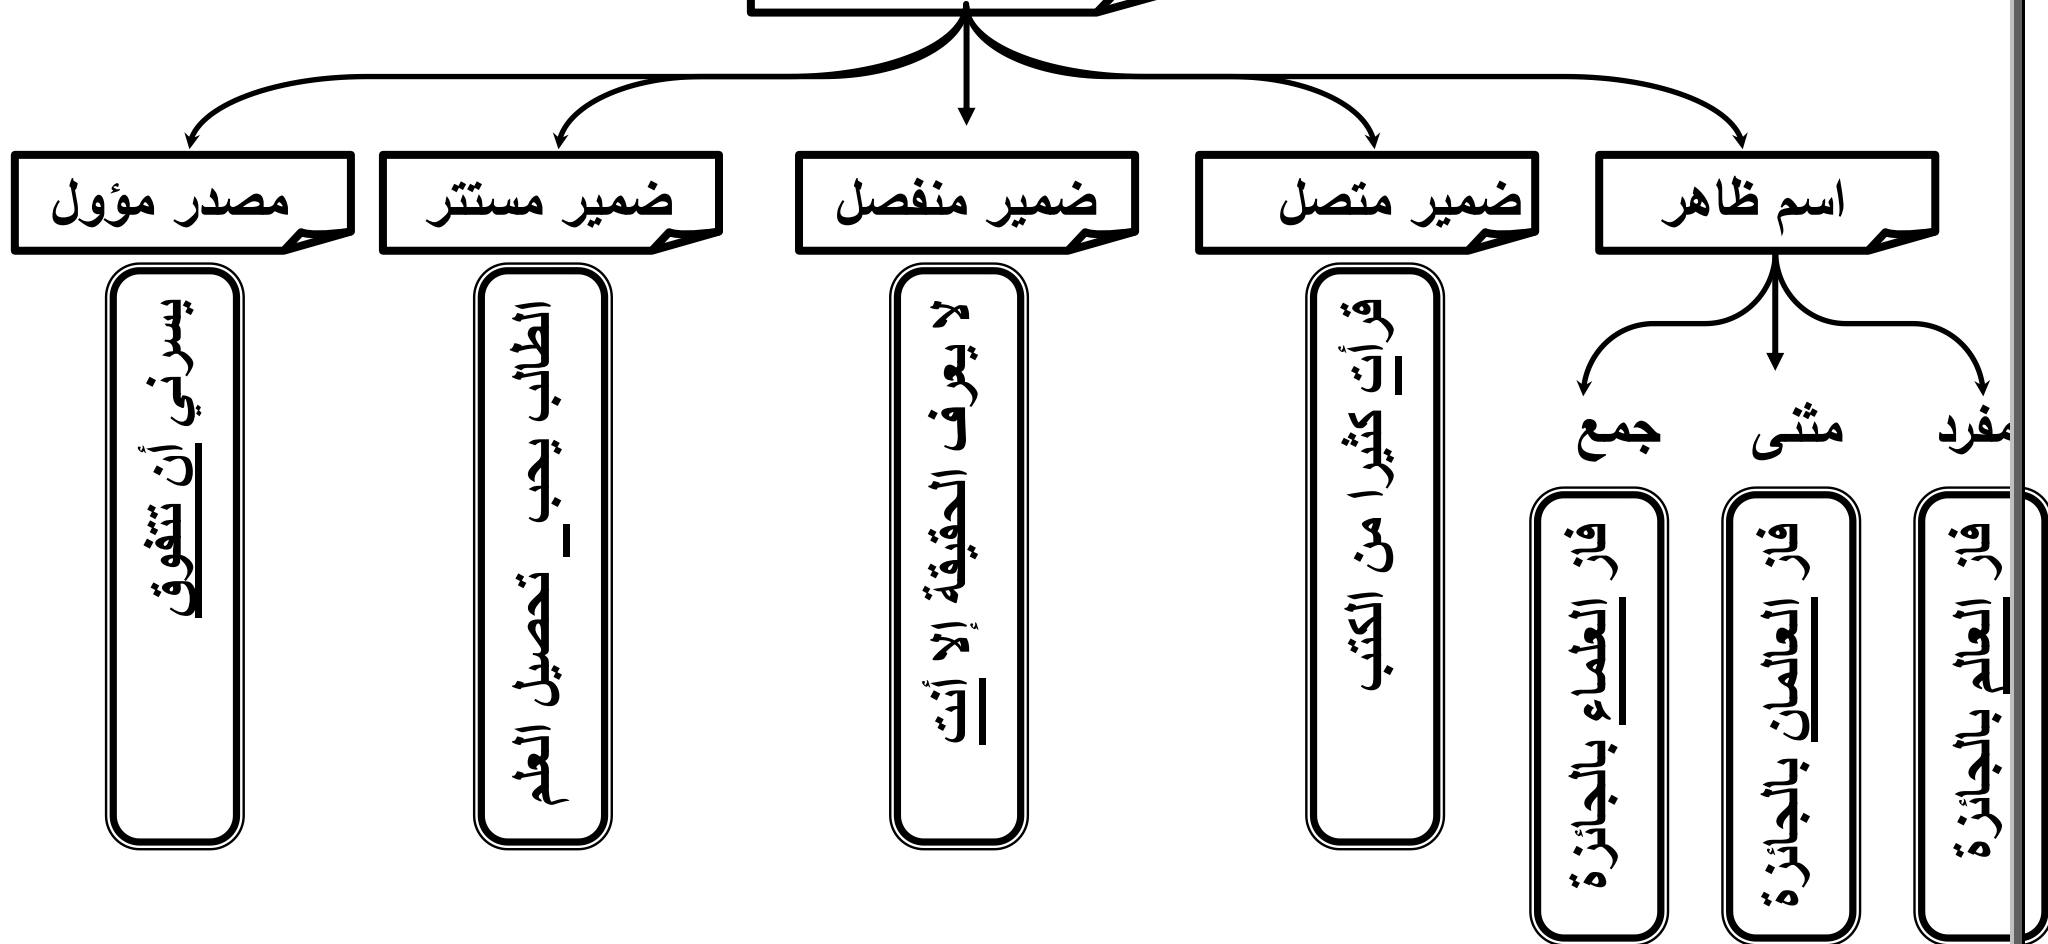 اسم ظاهر
ضمير متصل
ضمير منفصل
ضمير مستتر
مصدر مؤول
مفرد
مثنى
جمع
فاز العالم بالجائزة
فاز العالمان بالجائزة
فاز العلماء بالجائزة
قرأت كثيرا من الكتب
لا يعرف الحقيقة إلا أنت
الطالب يحب _ تحصيل العلم
يسرني أن تتفوق